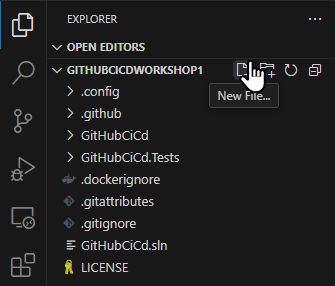 EXPLORER
OPEN EDITORS
GITHUBCICDWORKSHOP1
New File...
.config
.github
GitHubCiCd
GitHubCiCd.Tests
.dockerignore
.gitattributes
.gitignore
GitHubCiCd.sln
LICENSE